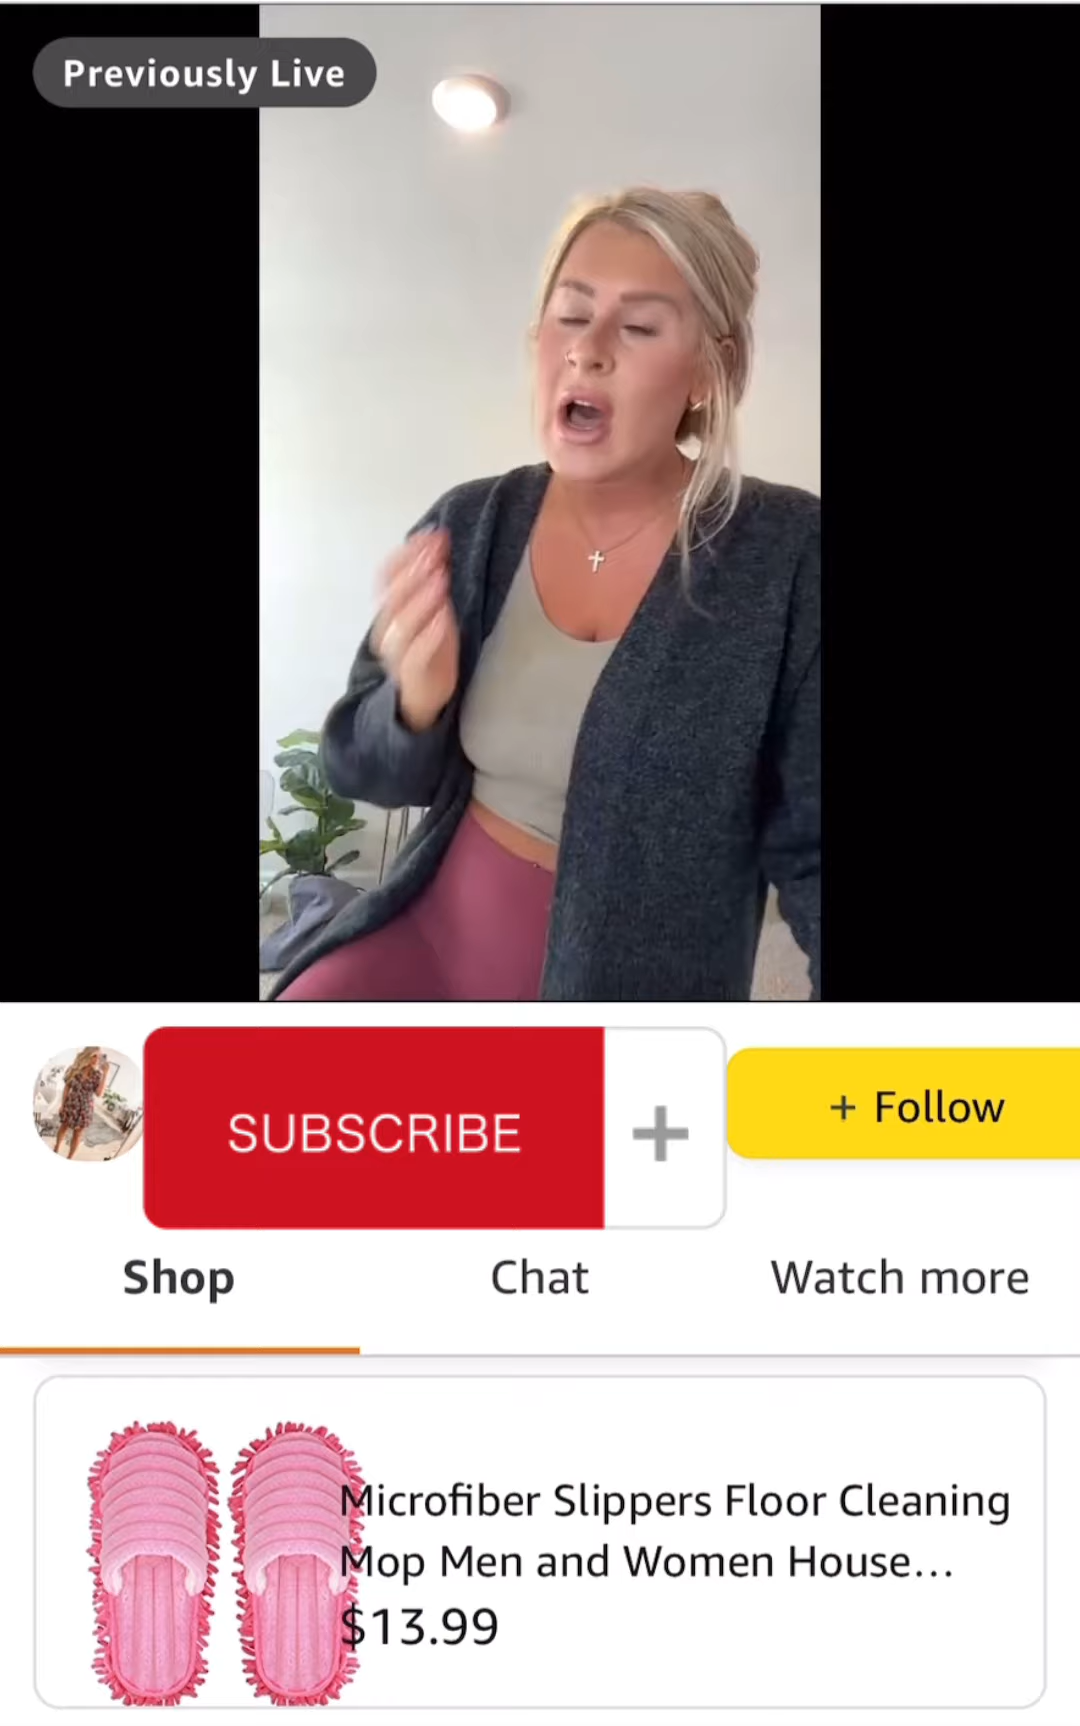 Previously Live
SUBSCRIBE
+
+ Follow
Shop
Chat
Watch more
Microfiber Slippers Floor Cleaning
Mop Men and Women House...
$13.99